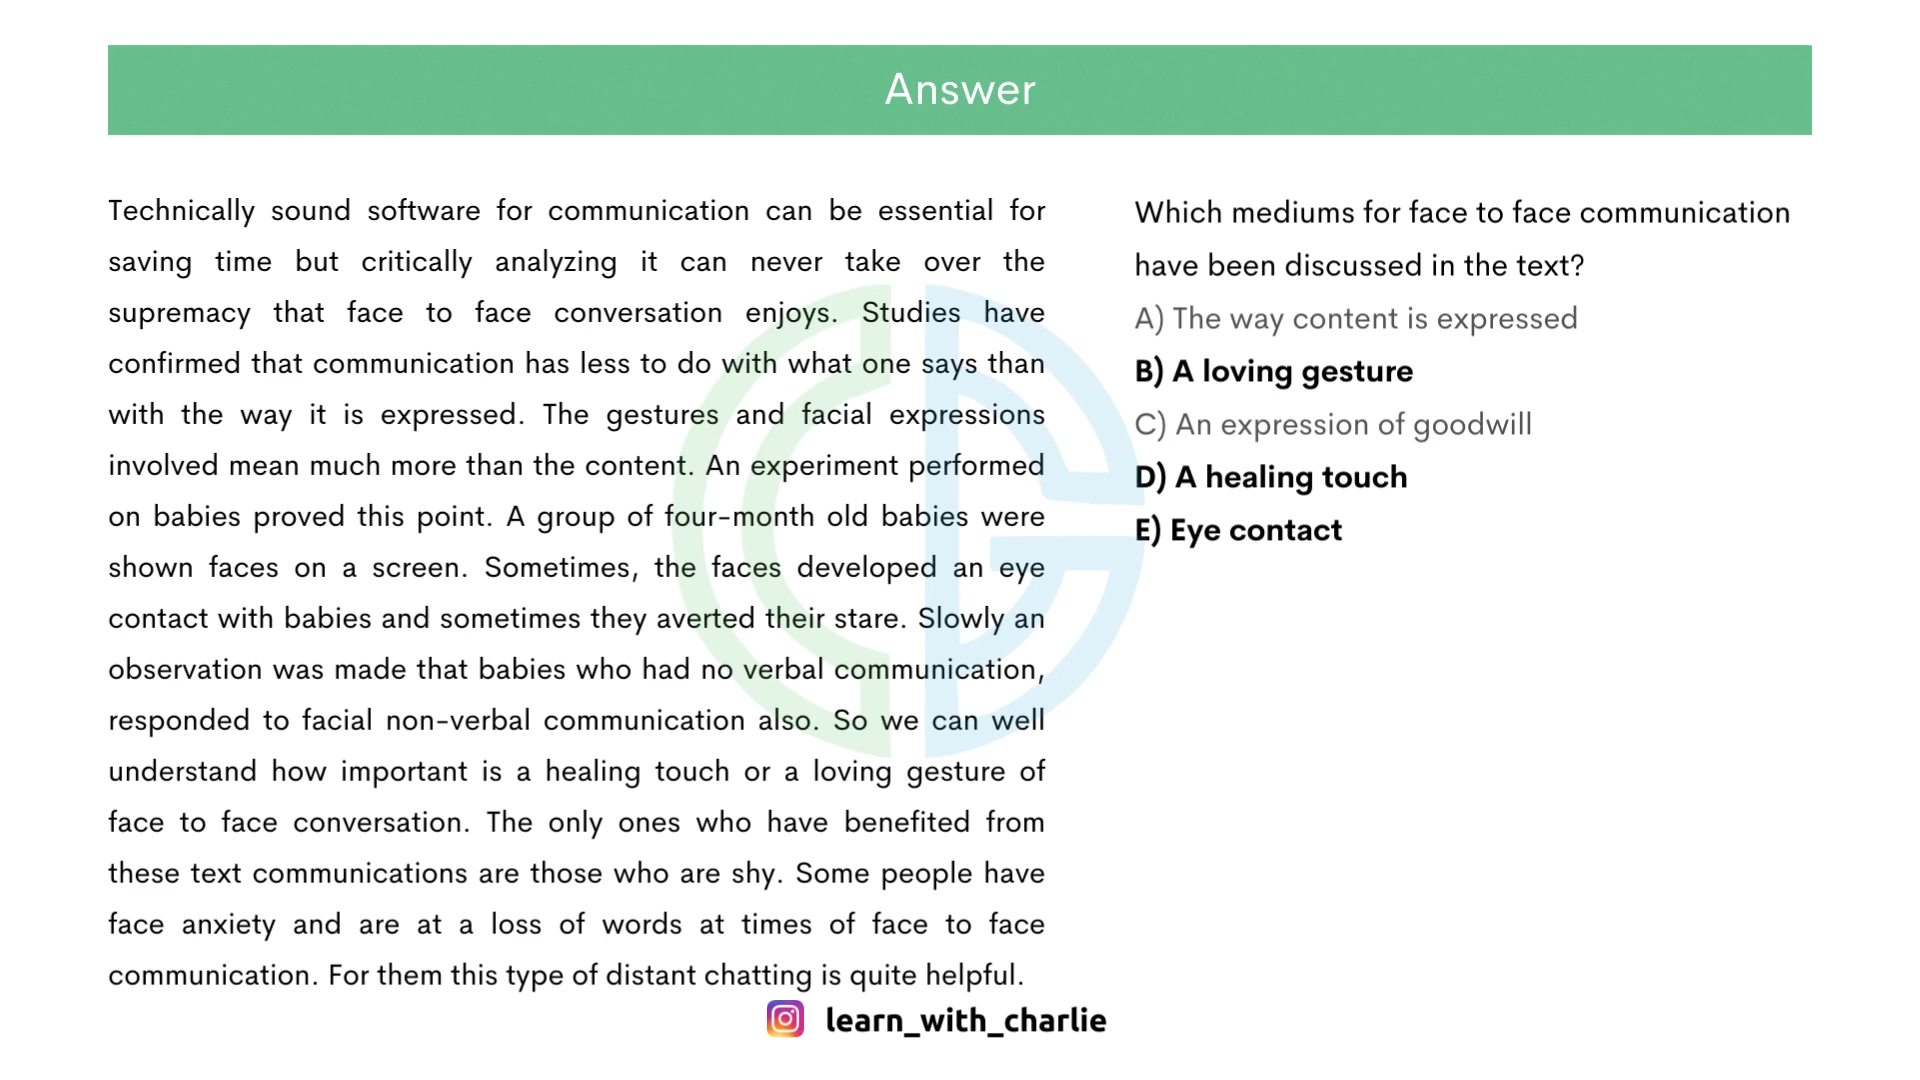 Answer
Technically sound software for communication can be essential for
saving time but critically analyzing it can never take over the
supremacy that face to face conversation enjoys. Studies have
confirmed that communication has less to do with what one says than
with the way it is expressed. The gestures and facial expressions
involved mean much more than the content. An experiment performed
on babies proved this point. A group of four-month old babies were
shown faces on a screen. Sometimes, the faces developed an eye
contact with babies and sometimes they averted their stare. Slowly an
observation was made that babies who had no verbal communication,
responded to facial non-verbal communication also. So we can well
understand how important is a healing touch or a loving gesture of
face to face conversation. The only ones who have benefited from
these text communications are those who are shy. Some people have
face anxiety and are at a loss of words at times of face to face
communication. For them this type of distant chatting is quite helpful.
Which mediums for face to face communication
have been discussed in the text?
A) The way content is expressed
B) A loving gesture
C) An expression of goodwill
D) A healing touch
E) Eye contact
learn_with_charlie